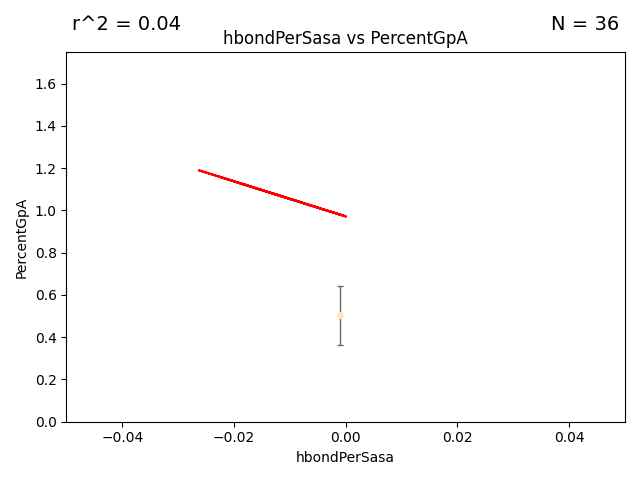 r^2 = 0.04
N = 36
hbondPerSasa vs PercentGpA
1.6
1.4
1.2
1.0
0.8
0.6
0.4
0.2
0.0
PercentGpA
−0.04
−0.02
0.00
0.02
0.04
hbondPerSasa